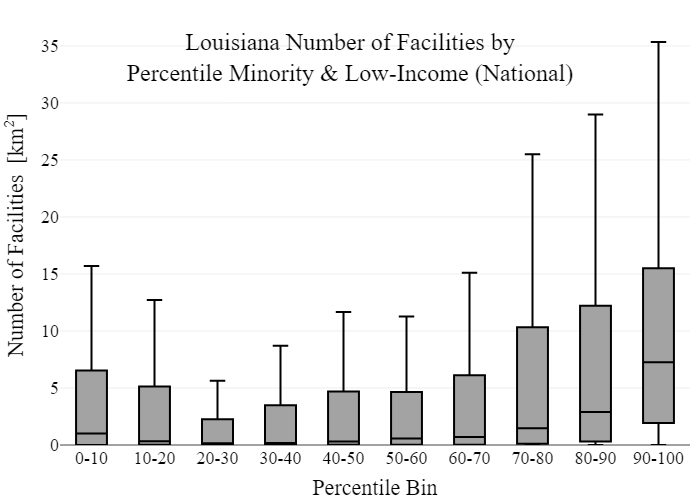 Louisiana Number of Facilities by
Percentile Minority & Low-Income (National)
Number of Facilities [km²]
35
30
25
20
15
10
5
0
0-10 10-20 20-30 30-40 40-50 50-60 60-70 70-80 80-90 90-100
Percentile Bin